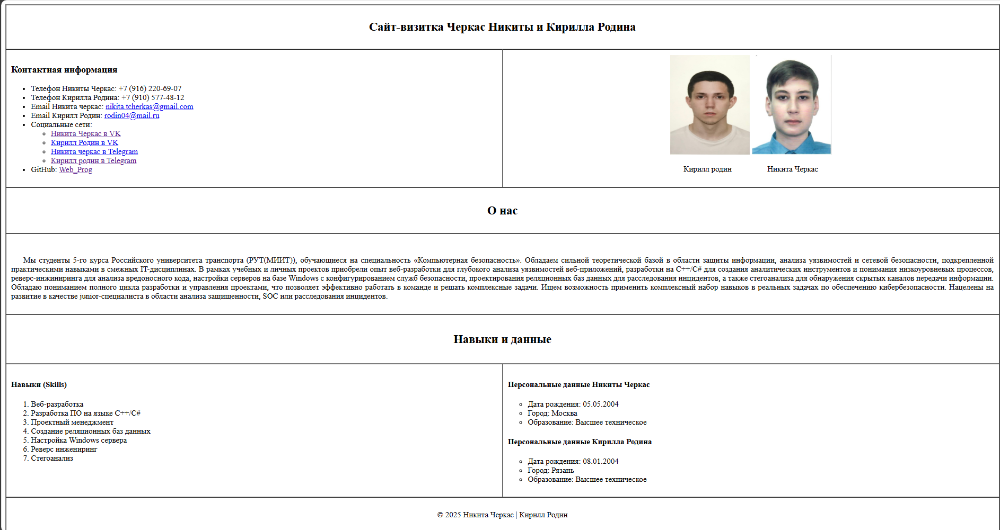 Сайт-визитка Черкас Никиты и Кирилла Родина
Контактная информация
• Телефон Никиты Черкас: +7 (916) 220-69-07
• Телефон Кирилла Родина: +7 (910) 577-48-12
• Email Никита черкас: nikita.tcherkas@gmail.com
• Email Кирилл Родин: rodin04@mail.ru
• Социальные сети:
◦ Никита Черкас в VK
◦ Кирилл Родин в VK
◦ Никита черкас в Telegram
◦ Кирилл родин в Telegram
• GitHub: Web_Prog
Кирилл родин
Никита Черкас
О нас
Мы студенты 5-го курса Российского университета транспорта (РУТ(МИИТ)), обучающиеся на специальность «Компьютерная безопасность». Обладаем сильной теоретической базой в области защиты информации, анализа уязвимостей и сетевой безопасности, подкрепленной
практическими навыками в смежных IT-дисциплинах. В рамках учебных и личных проектов приобрели опыт веб-разработки для глубокого анализа уязвимостей веб-приложений, разработки на C++/C# для создания аналитических инструментов и понимания низкоуровневых процессов,
реверс-инжиниринга для анализа вредоносного кода, настройки серверов на базе Windows с конфигурированием служб безопасности, проектирования реляционных баз данных для расследования инцидентов, а также стегоанализа для обнаружения скрытых каналов передачи информации.
Обладаю пониманием полного цикла разработки и управления проектами, что позволяет эффективно работать в команде и решать комплексные задачи. Ищем возможность применить комплексный набор навыков в реальных задачах по обеспечению кибербезопасности. Нацелены на
развитие в качестве junior-специалиста в области анализа защищенности, SOC или расследования инцидентов.
Навыки и данные
Навыки (Skills)
1. Веб-разработка
2. Разработка ПО на языке C++/C#
3. Проектный менеджмент
4. Создание реляционных баз данных
5. Настройка Windows сервера
6. Реверс инжениринг
7. Стегоанализ
Персональные данные Никиты Черкас
◦ Дата рождения: 05.05.2004
◦ Город: Москва
◦ Образование: Высшее техническое
Персональные данные Кирилла Родина
◦ Дата рождения: 08.01.2004
◦ Город: Рязань
◦ Образование: Высшее техническое
© 2025 Никита Черкас | Кирилл Родин